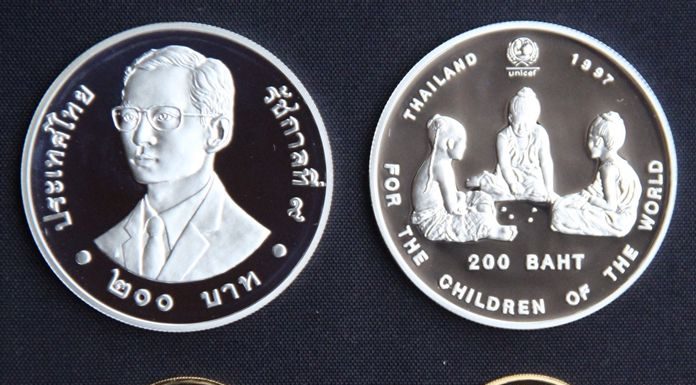 ประเทศไทย
รัชกาลที่ ๙
๒๐๐ บาท
unicef
THAILAND
1997
200 BAHT
FOR THE CHILDREN OF THE WORLD